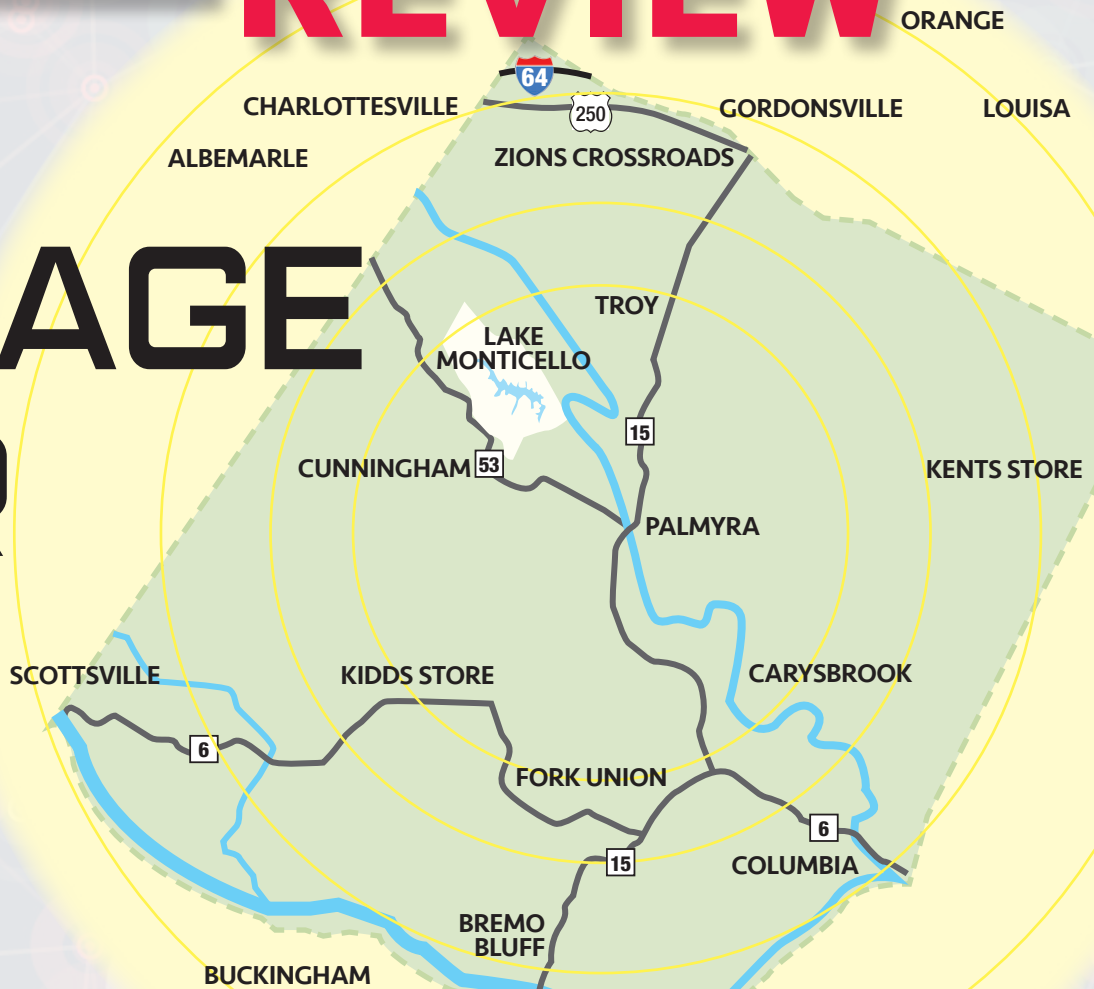 REVIEW
ORANGE
64
CHARLOTTESVILLE
250
GORDONSVILLE
LOUISA
ALBEMARLE
ZIONS CROSSROADS
AGE
TROY
LAKE
MONTICELLO
15
CUNNINGHAM
53
KENTS STORE
PALMYRA
SCOTTSVILLE
KIDDS STORE
CARYSBROOK
6
FORK UNION
6
15
COLUMBIA
BREMO
BLUFF
BUCKINGHAM